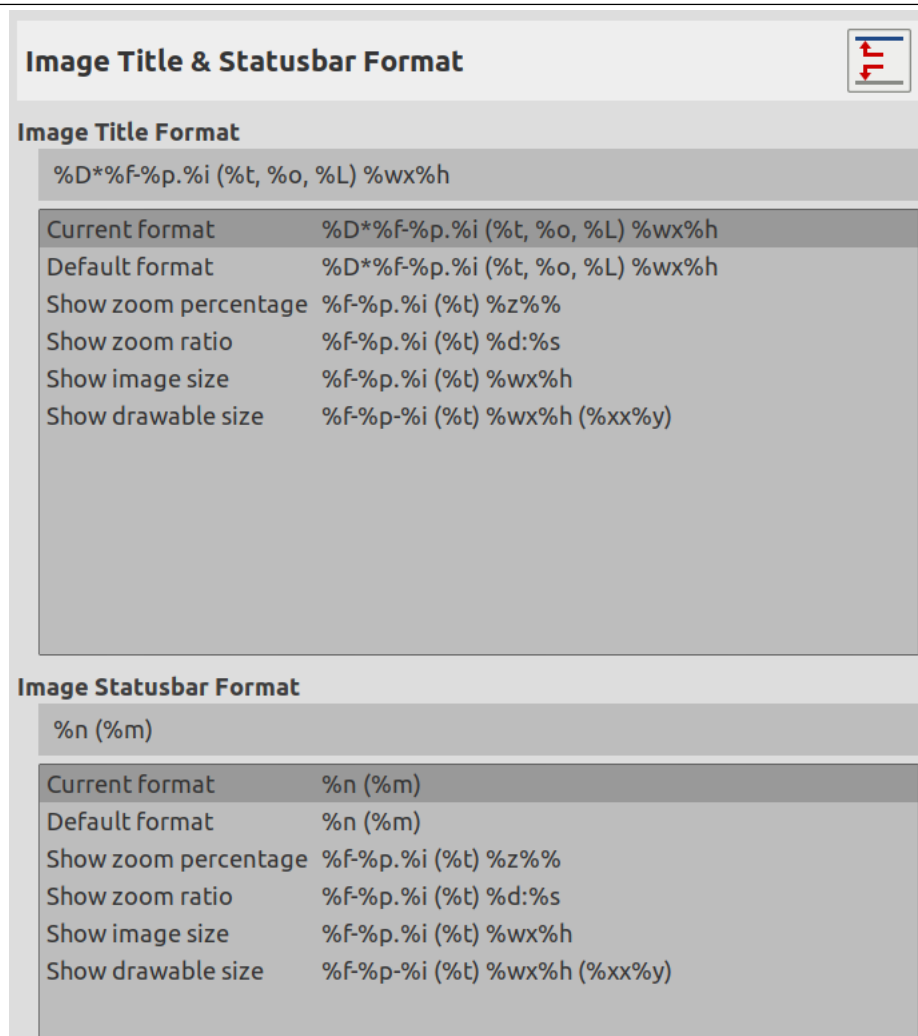 Image Title & Statusbar Format
Image Title Format
%D*%f-%p.%i (%t, %o, %L) %wx%h
Current format %D*%f-%p.%i (%t, %o, %L) %wx%h
Default format %D*%f-%p.%i (%t, %o, %L) %wx%h
Show zoom percentage %f-%p.%i (%t) %z%%
Show zoom ratio %f-%p.%i (%t) %d:%s
Show image size %f-%p.%i (%t) %wx%h
Show drawable size %f-%p-%i (%t) %wx%h (%xx%y)
Image Statusbar Format
%n (%m)
Current format %n (%m)
Default format %n (%m)
Show zoom percentage %f-%p.%i (%t) %z%%
Show zoom ratio %f-%p.%i (%t) %d:%s
Show image size %f-%p.%i (%t) %wx%h
Show drawable size %f-%p-%i (%t) %wx%h (%xx%y)